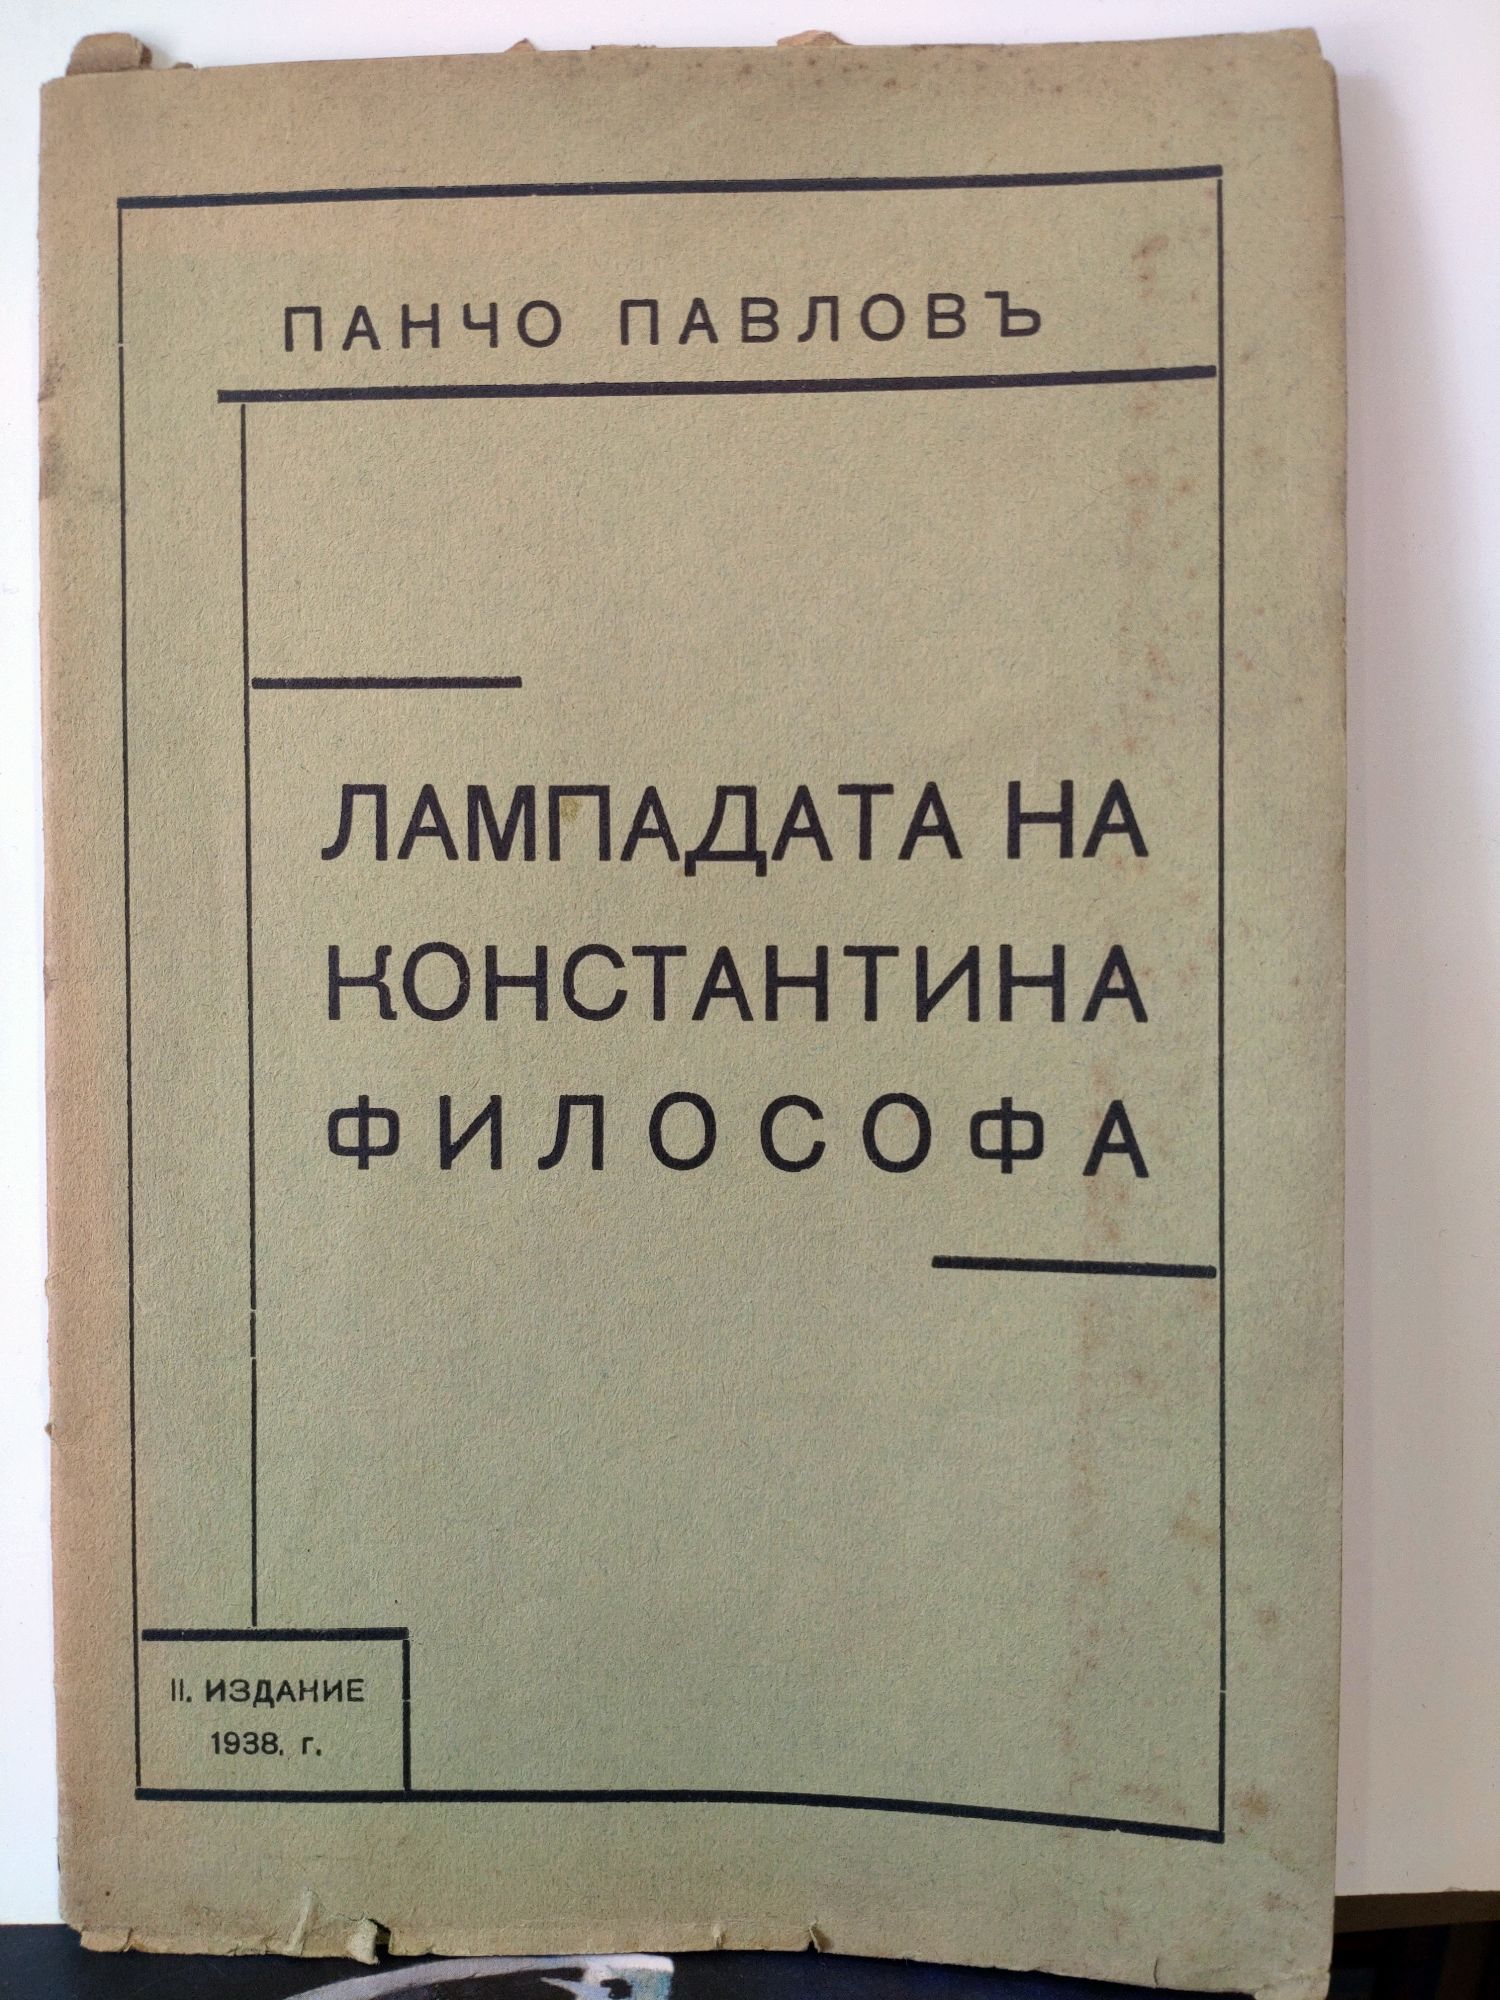 ПАНЧО ПАВЛОВЪ
ЛАМПАДАТА НА
КОНСТАНТИНА
ФИЛОСОФА
II. ИЗДАНИЕ
1938. г.